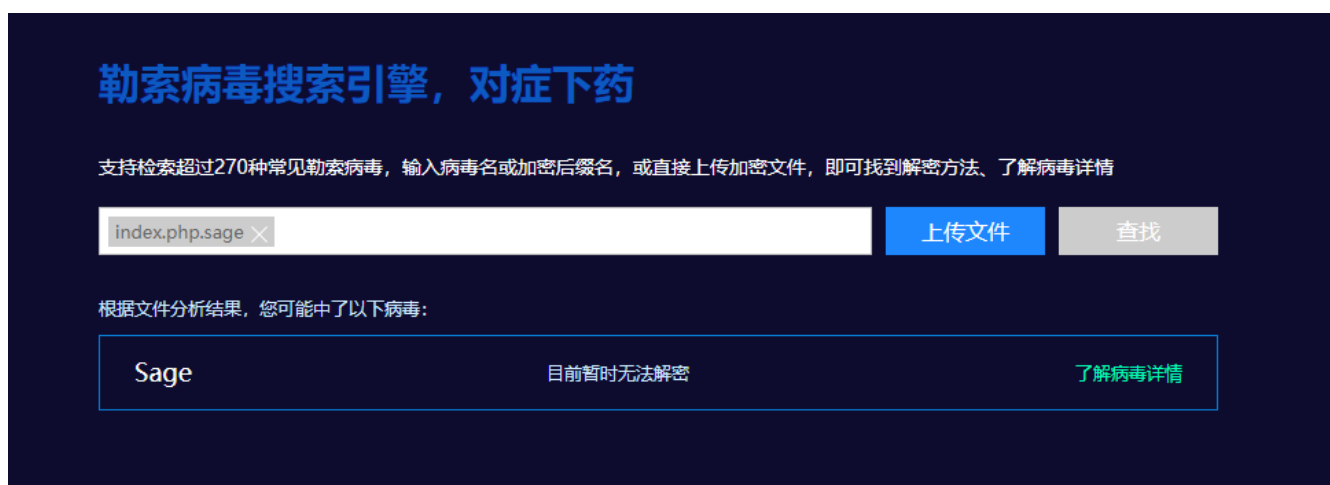 勒索病毒搜索引擎，对症下药
支持检索超过270种常见勒索病毒，输入病毒名或加密后缀名，或直接上传加密文件，即可找到解密方法、了解病毒详情
index.php.sage
上传文件
查找
根据文件分析结果，您可能中了以下病毒：
Sage
目前暂时无法解密
了解病毒详情